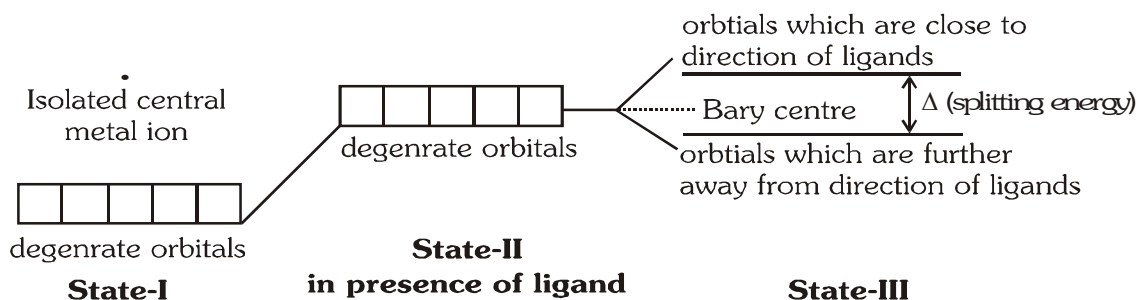 orbtials which are close to
direction of ligands
Isolated central
metal ion
Bary centre
Δ (splitting energy)
degenrate orbitals
orbtials which are further
away from direction of ligands
degenrate orbitals
State-I
State-II
in presence of ligand
State-III